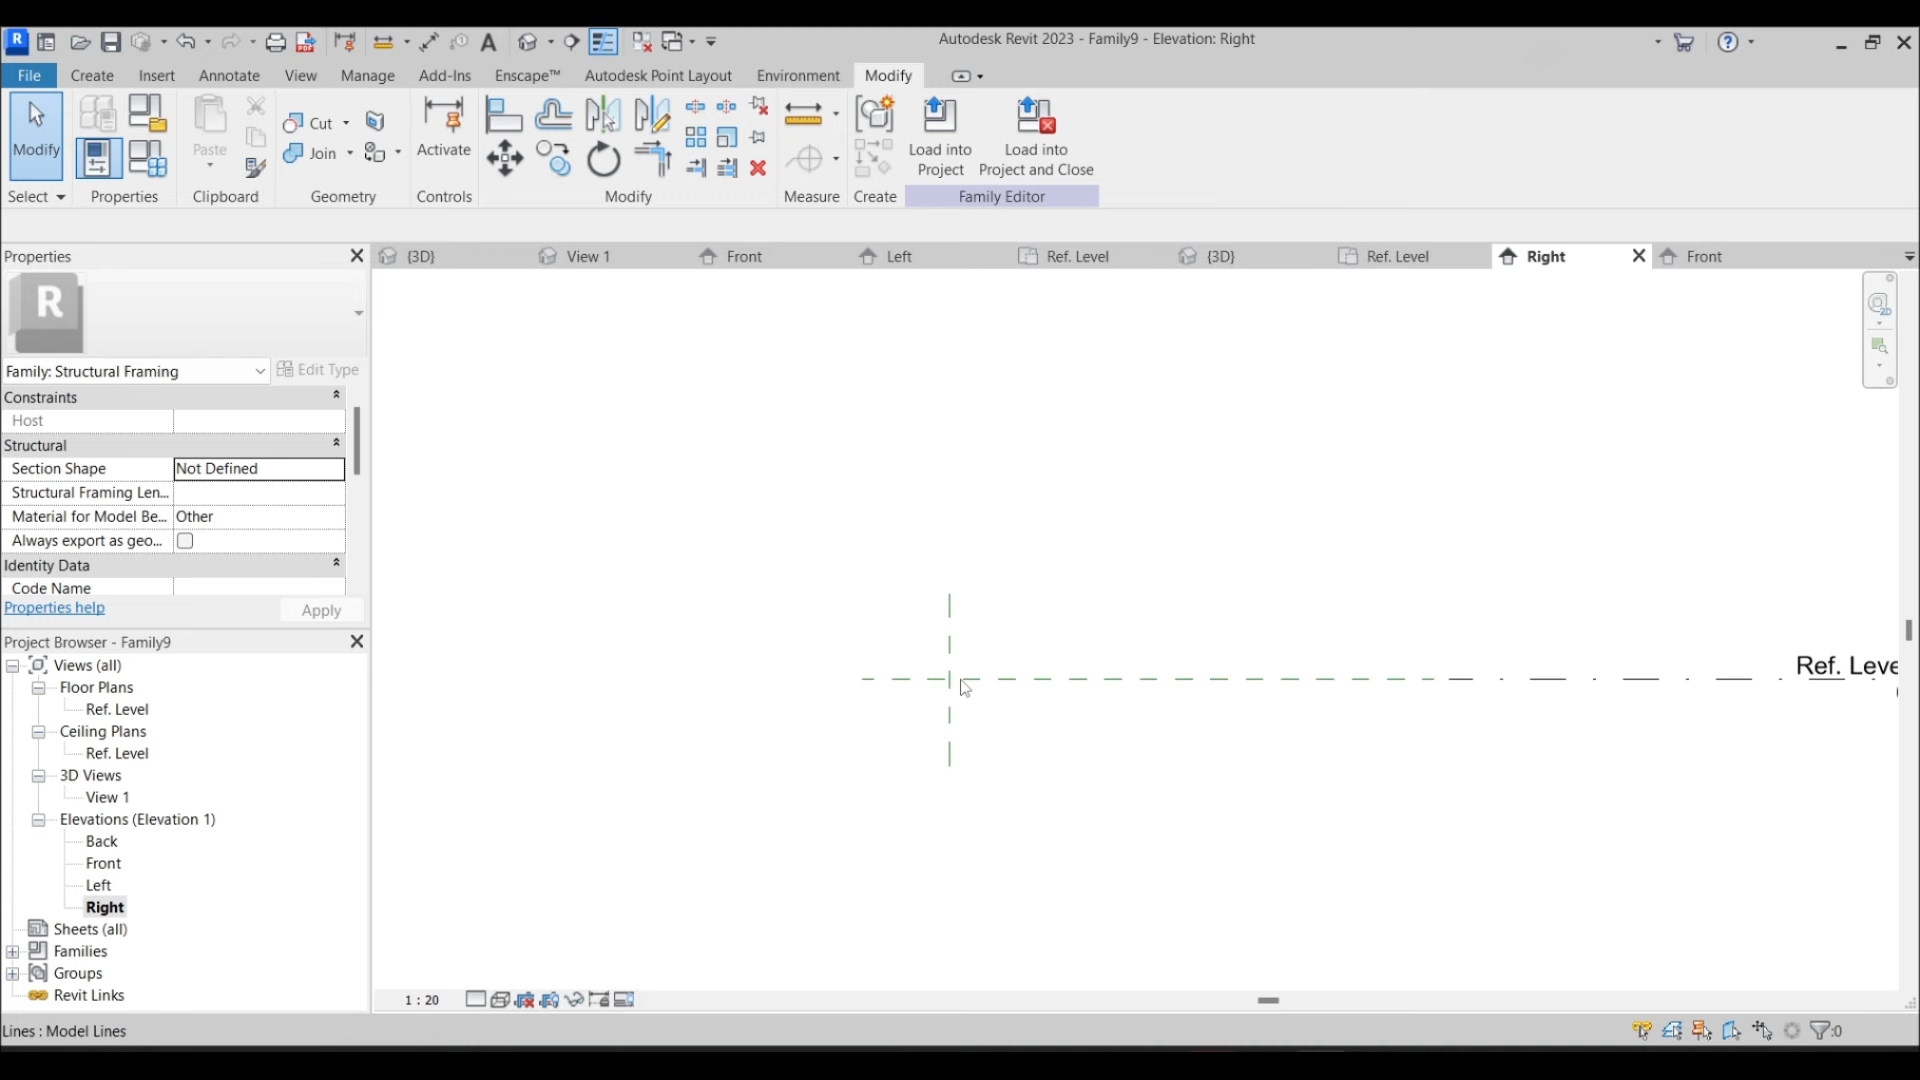 Autodesk Revit 2023 - Family9 - Elevation: Right
File Create Insert Annotate View Manage Add-Ins Enscape™ Autodesk Point Layout Environment Modify
Modify
Paste
Cut
Join
Activate
Load into
Project
Load into
Project and Close
Select Properties Clipboard Geometry Controls Modify Measure Create Family Editor
Properties
{3D} View 1 Front Left Ref. Level {3D} Ref. Level Right Front
R
Family: Structural Framing Edit Type
Constraints
Host
Structural
Section Shape Not Defined
Structural Framing Len...
Material for Model Be... Other
Always export as geo...
Identity Data
Code Name
Properties help Apply
Project Browser - Family9
Views (all)
Floor Plans
Ref. Level
Ceiling Plans
Ref. Level
3D Views
View 1
Elevations (Elevation 1)
Back
Front
Left
Right
Sheets (all)
Families
Groups
Revit Links
Ref. Leve
2D
1 : 20
Lines : Model Lines
:0